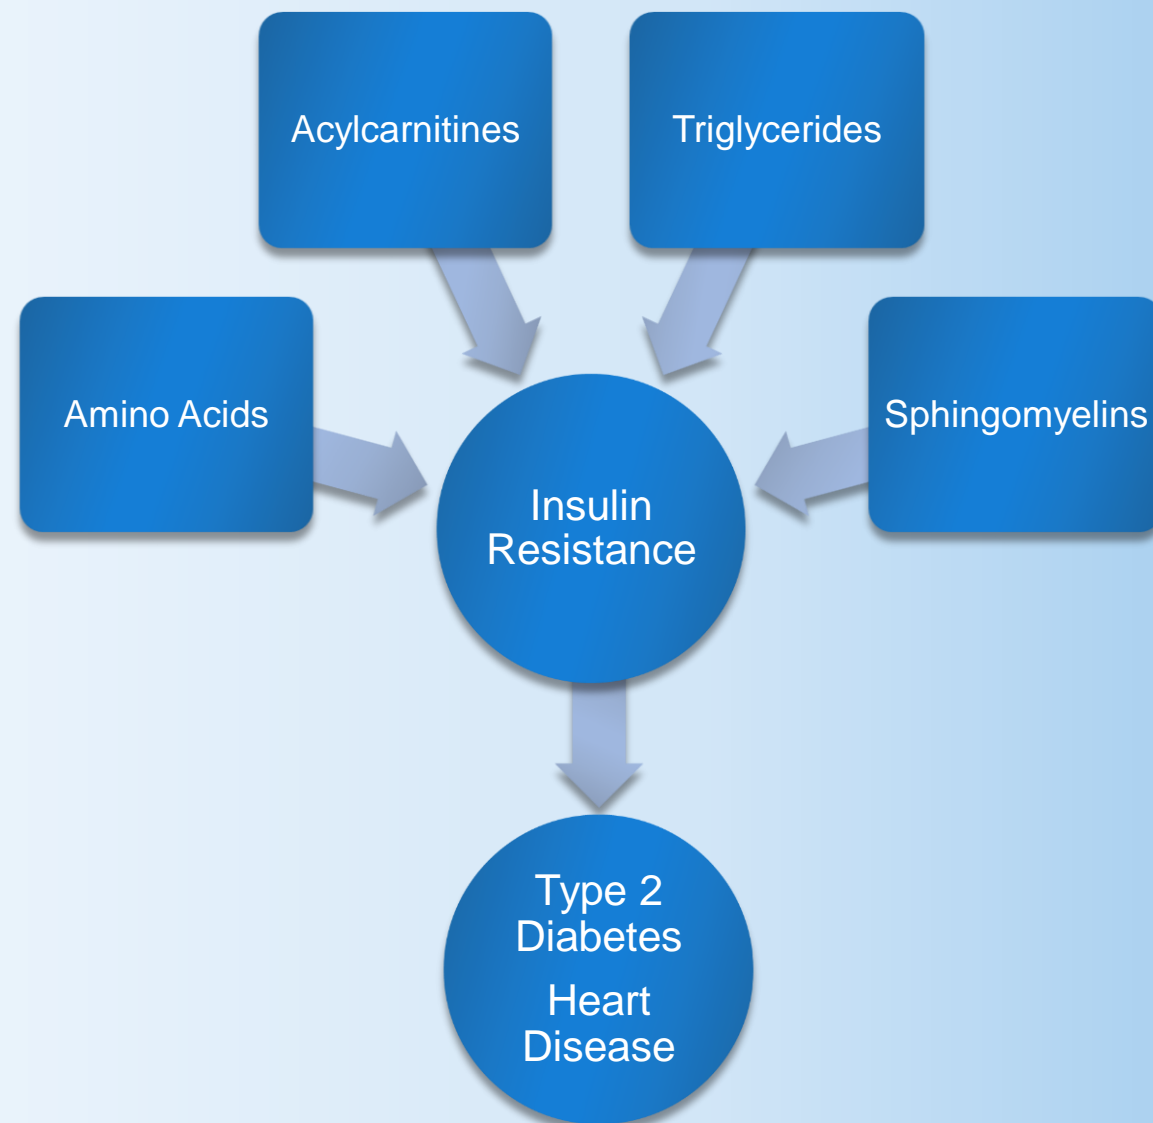 Acylcarnitines
Triglycerides
Amino Acids
Sphingomyelins
Insulin
Resistance
Type 2
Diabetes
Heart
Disease